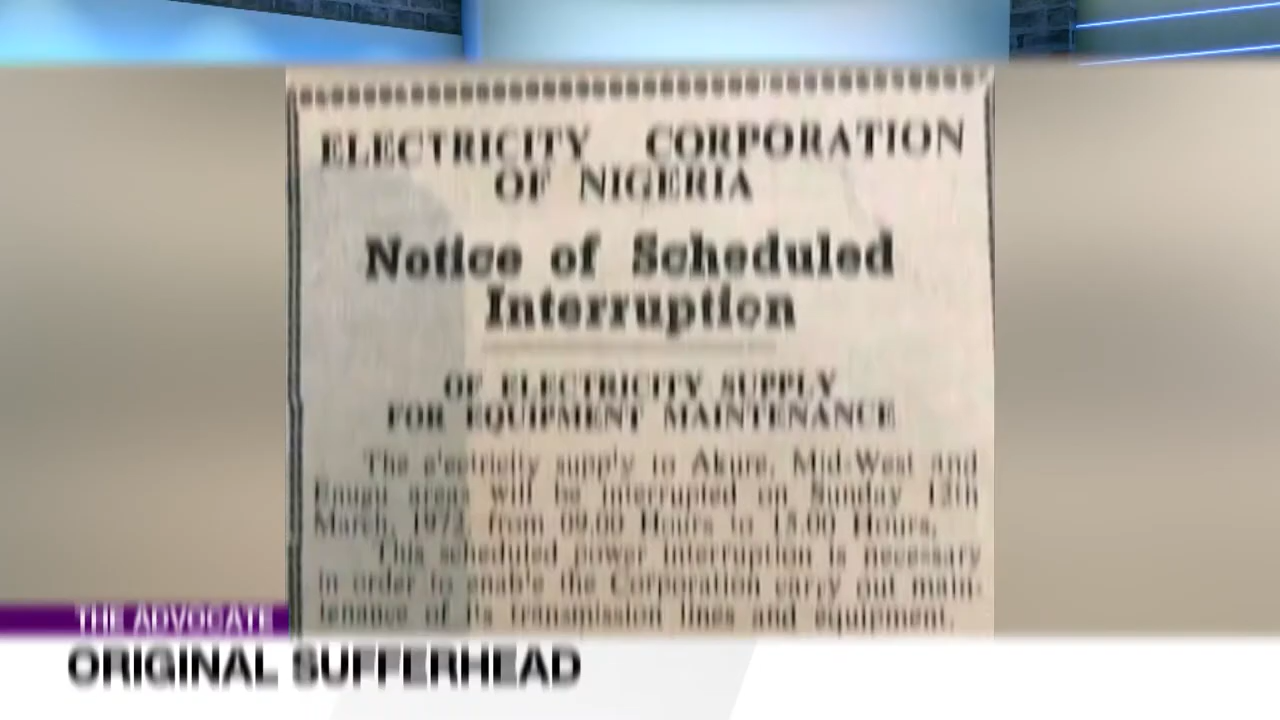 ELECTRICITY CORPORATION
OF NIGERIA
Notice of Scheduled
Interruption
OF ELECTRICITY SUPPLY
FOR EQUIPMENT MAINTENANCE
The electricity supply to Akure, Mid-West and
Enugu areas will be interrupted on Sunday 12th
March, 1972 from 09.00 Hours to 15.00 Hours.
This scheduled power interruption is necessary
in order to enable the Corporation carry out main-
tenance of its transmission lines and equipment.
THE ADVOCATE
ORIGINAL SUFFERHEAD